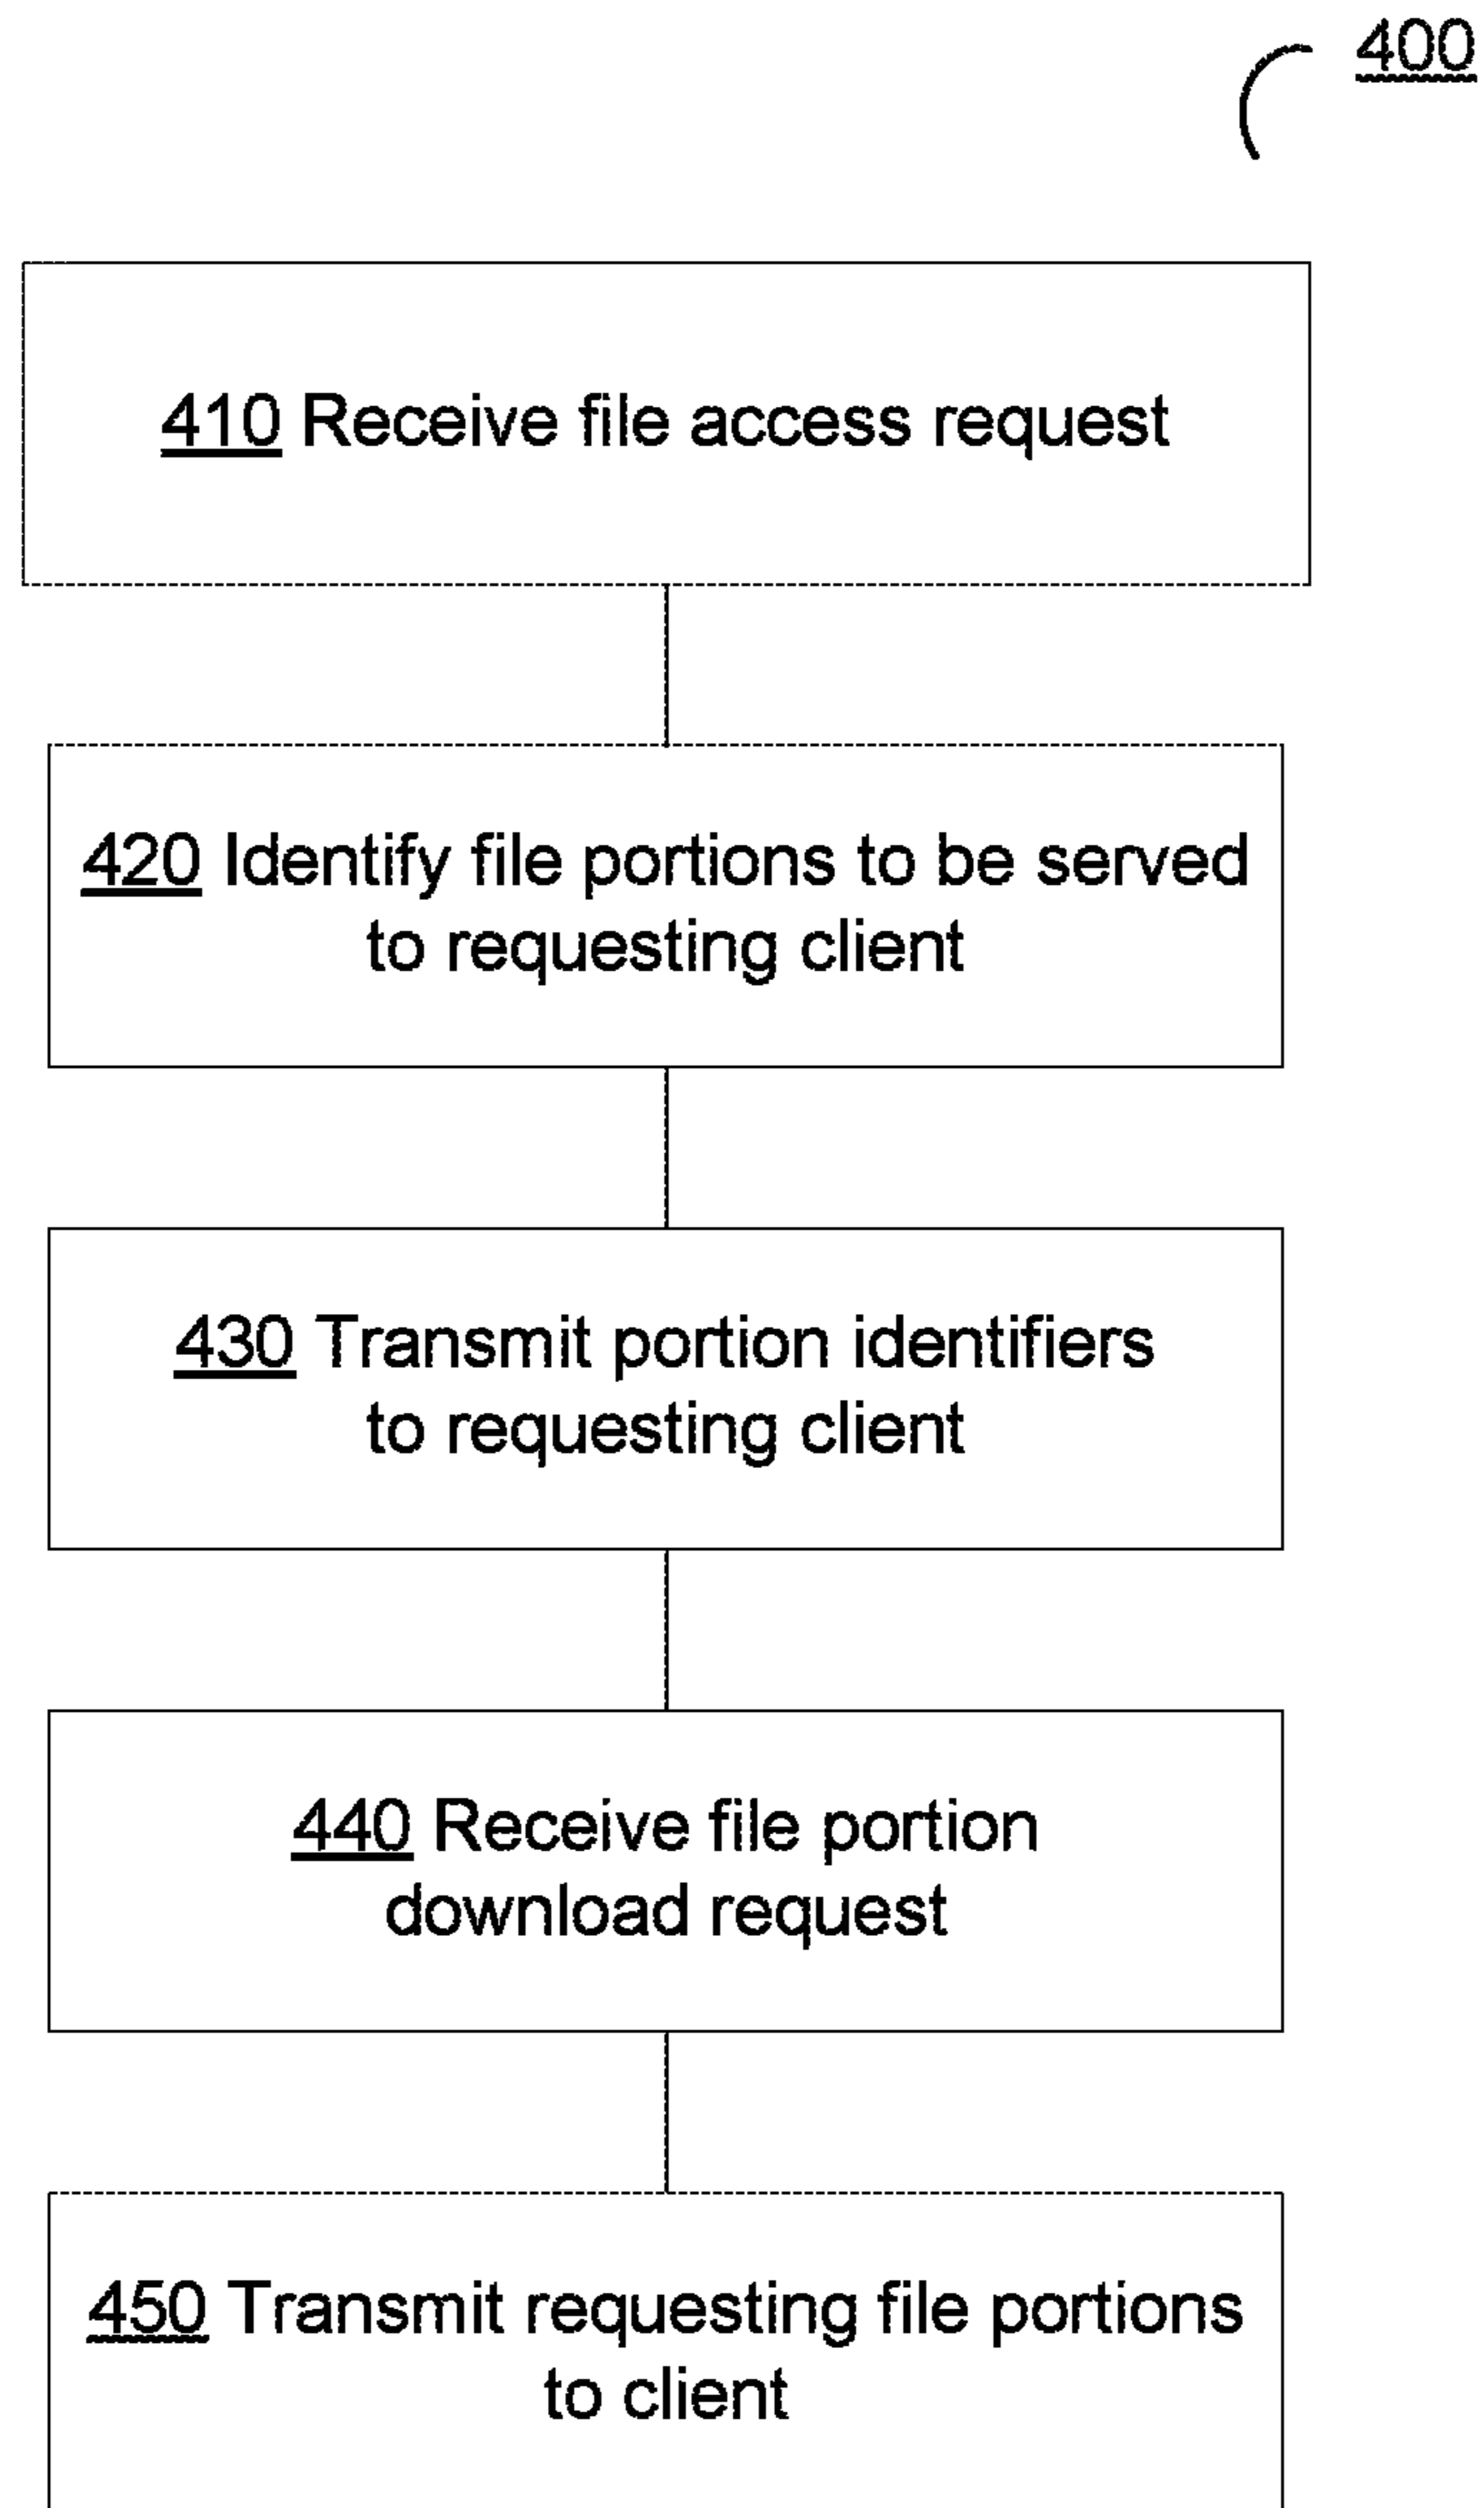 400
410 Receive file access request
420 Identify file portions to be served
to requesting client
430 Transmit portion identifiers
to requesting client
440 Receive file portion
download request
450 Transmit requesting file portions
to client